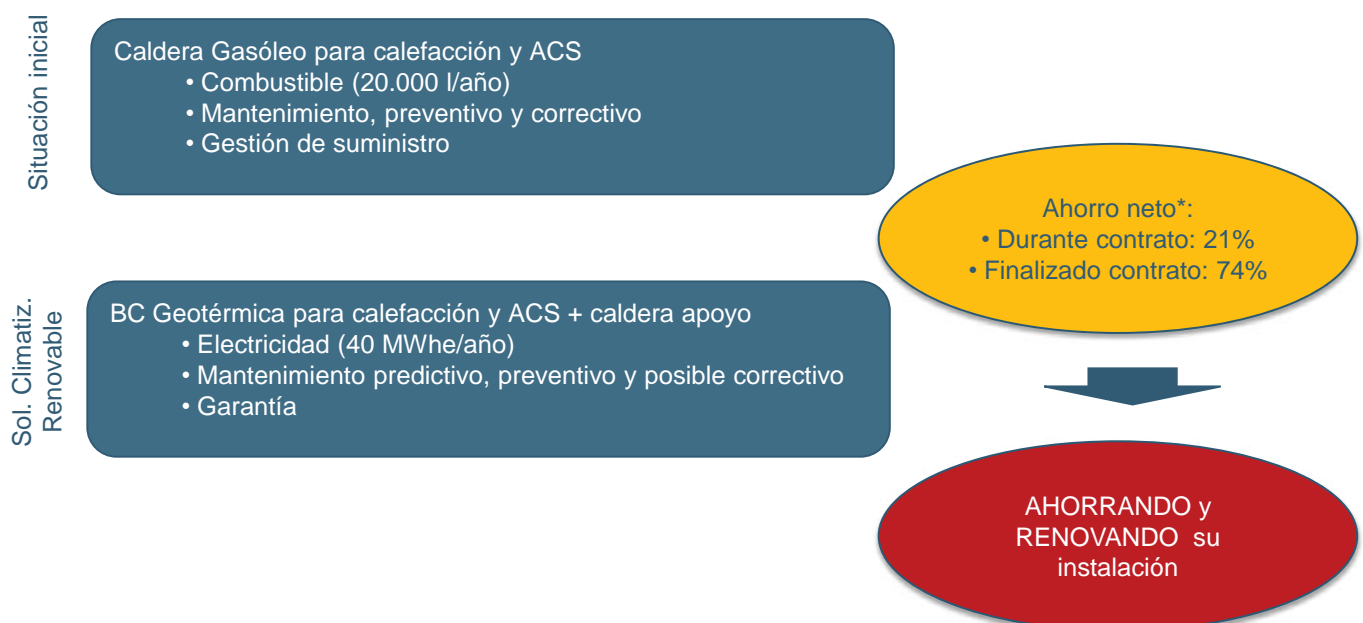 Situación inicial
Caldera Gasóleo para calefacción y ACS
• Combustible (20.000 l/año)
• Mantenimiento, preventivo y correctivo
• Gestión de suministro
Ahorro neto*:
• Durante contrato: 21%
• Finalizado contrato: 74%
Sol. Climatiz.
Renovable
BC Geotérmica para calefacción y ACS + caldera apoyo
• Electricidad (40 MWhe/año)
• Mantenimiento predictivo, preventivo y posible correctivo
• Garantía
AHORRANDO y
RENOVANDO su
instalación